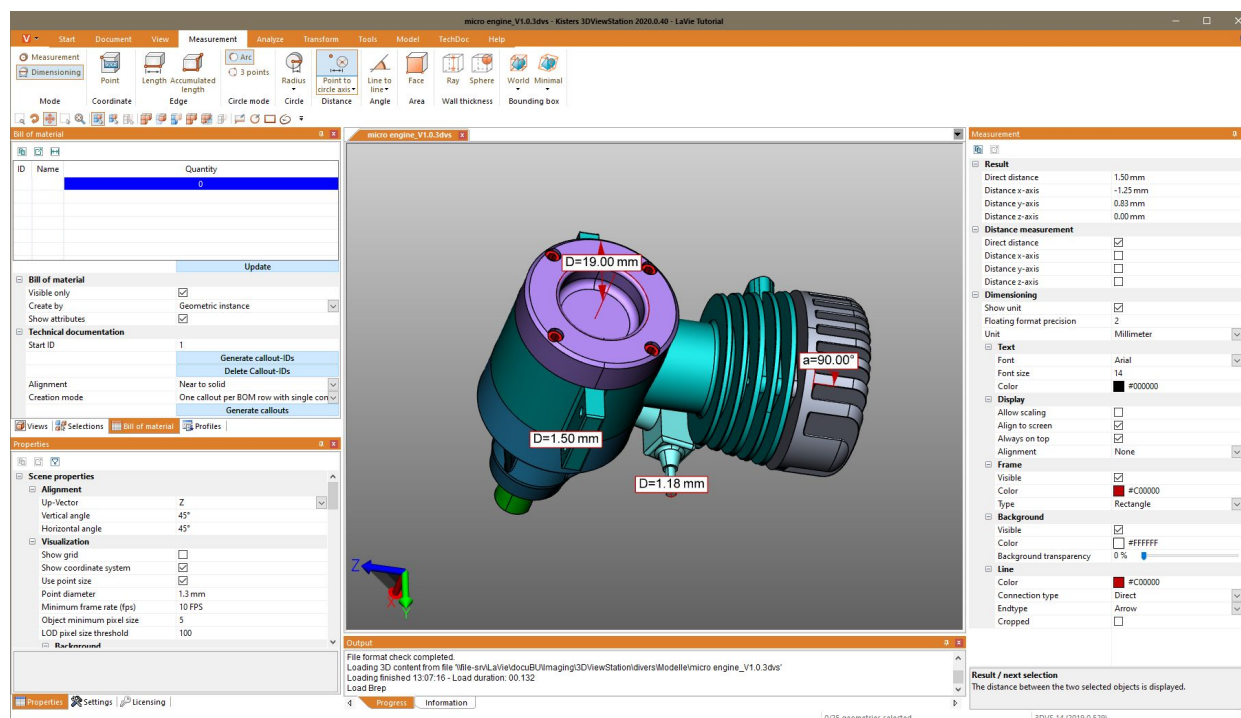 micro engine_V1.0.3dvs - Kisters 3DViewStation 2020.0.40 - LaVie Tutorial
V Start Document View Measurement Analyze Transform Tools Model TechDoc Help
Measurement
Dimensioning
Point
Length
Accumulated length
Arc
3 points
Radius
Point to circle axis
Line to line
Face
Ray
Sphere
World
Minimal
Mode Coordinate Edge Circle mode Circle Distance Angle Area Wall thickness Bounding box
Bill of material
ID Name Quantity
0
Update
Bill of material
Visible only
Create by Geometric instance
Show attributes
Technical documentation
Start ID 1
Generate callout-IDs
Delete Callout-IDs
Alignment Near to solid
Creation mode One callout per BOM row with single con
Generate callouts
Views Selections Bill of material Profiles
Properties
Scene properties
Alignment
Up-Vector Z
Vertical angle 45°
Horizontal angle 45°
Visualization
Show grid
Show coordinate system
Use point size
Point diameter 1.3 mm
Minimum frame rate (fps) 10 FPS
Object minimum pixel size 5
LOD pixel size threshold 100
Background
Properties Settings Licensing
micro engine_V1.0.3dvs
D=19.00 mm
a=90.00°
D=1.50 mm
D=1.18 mm
Z
X
Y
Output
File format check completed.
Loading 3D content from file '\\file-srv\LaVie\docuBU\Imaging\3DViewStation\divers\Modelle\micro engine_V1.0.3dvs'
Loading finished 13:07:16 - Load duration: 00.132
Load Brep
Progress Information
Measurement
Result
Direct distance 1.50 mm
Distance x-axis -1.25 mm
Distance y-axis 0.83 mm
Distance z-axis 0.00 mm
Distance measurement
Direct distance
Distance x-axis
Distance y-axis
Distance z-axis
Dimensioning
Show unit
Floating format precision 2
Unit Millimeter
Text
Font Arial
Font size 14
Color #000000
Display
Allow scaling
Align to screen
Always on top
Alignment None
Frame
Visible
Color #C00000
Type Rectangle
Background
Visible
Color #FFFFFF
Background transparency 0 %
Line
Color #C00000
Connection type Direct
Endtype Arrow
Cropped
Result / next selection
The distance between the two selected objects is displayed.